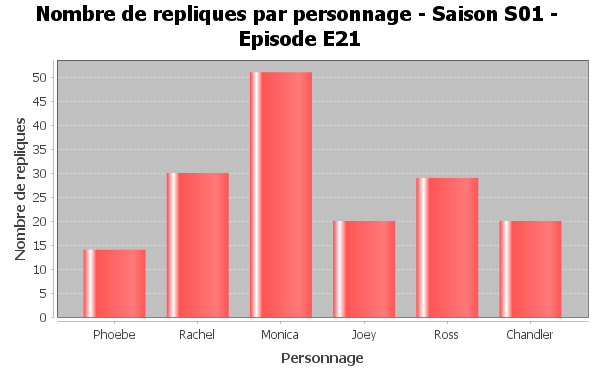 Nombre de repliques par personnage - Saison S01 -
Episode E21
Nombre de repliques
50
45
40
35
30
25
20
15
10
5
0
Phoebe Rachel Monica Joey Ross Chandler
Personnage